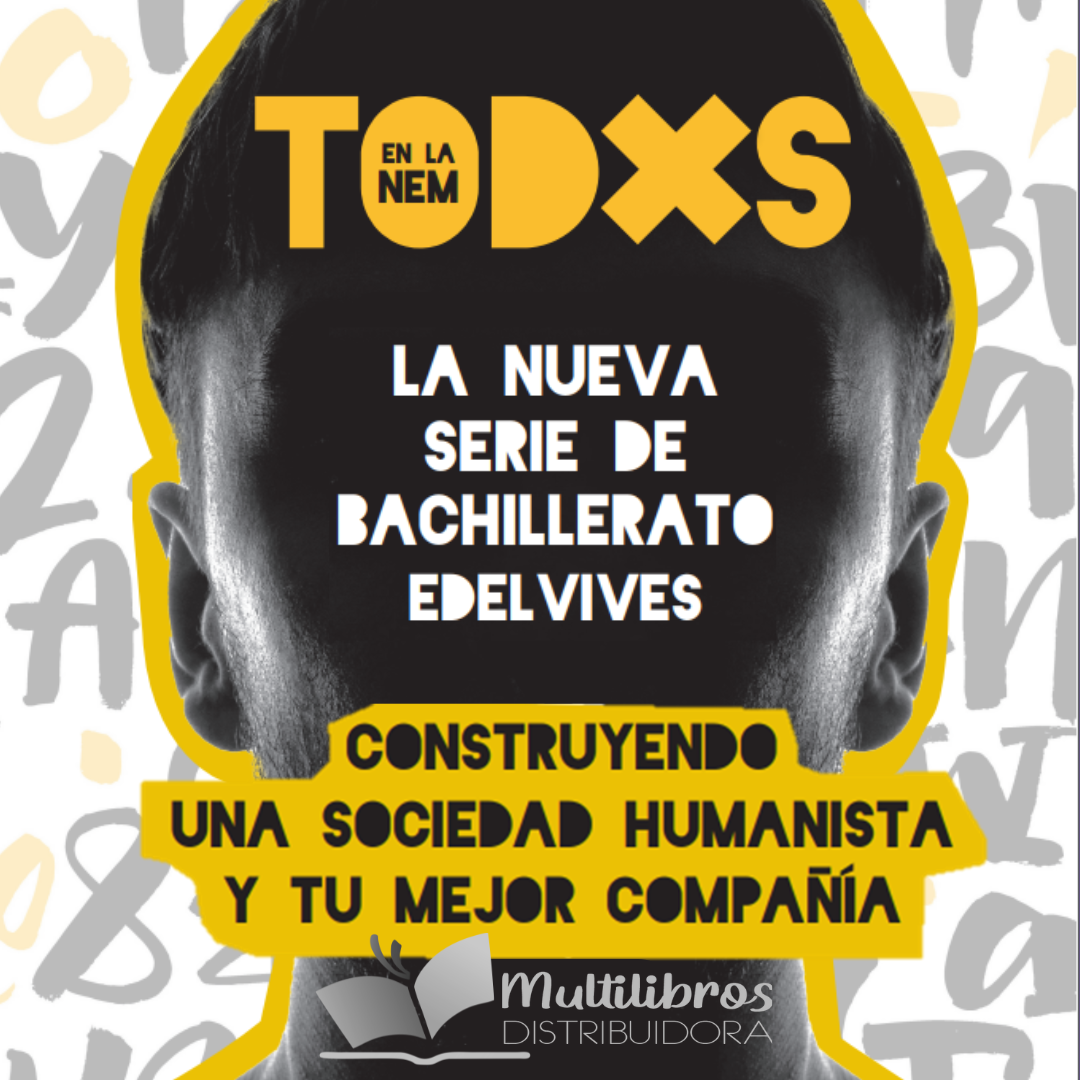 TODXS
EN LA
NEM
LA NUEVA
SERIE DE
BACHILLERATO
EDELVIVES
CONSTRUYENDO
UNA SOCIEDAD HUMANISTA
Y TU MEJOR COMPAÑÍA
Multilibros
DISTRIBUIDORA